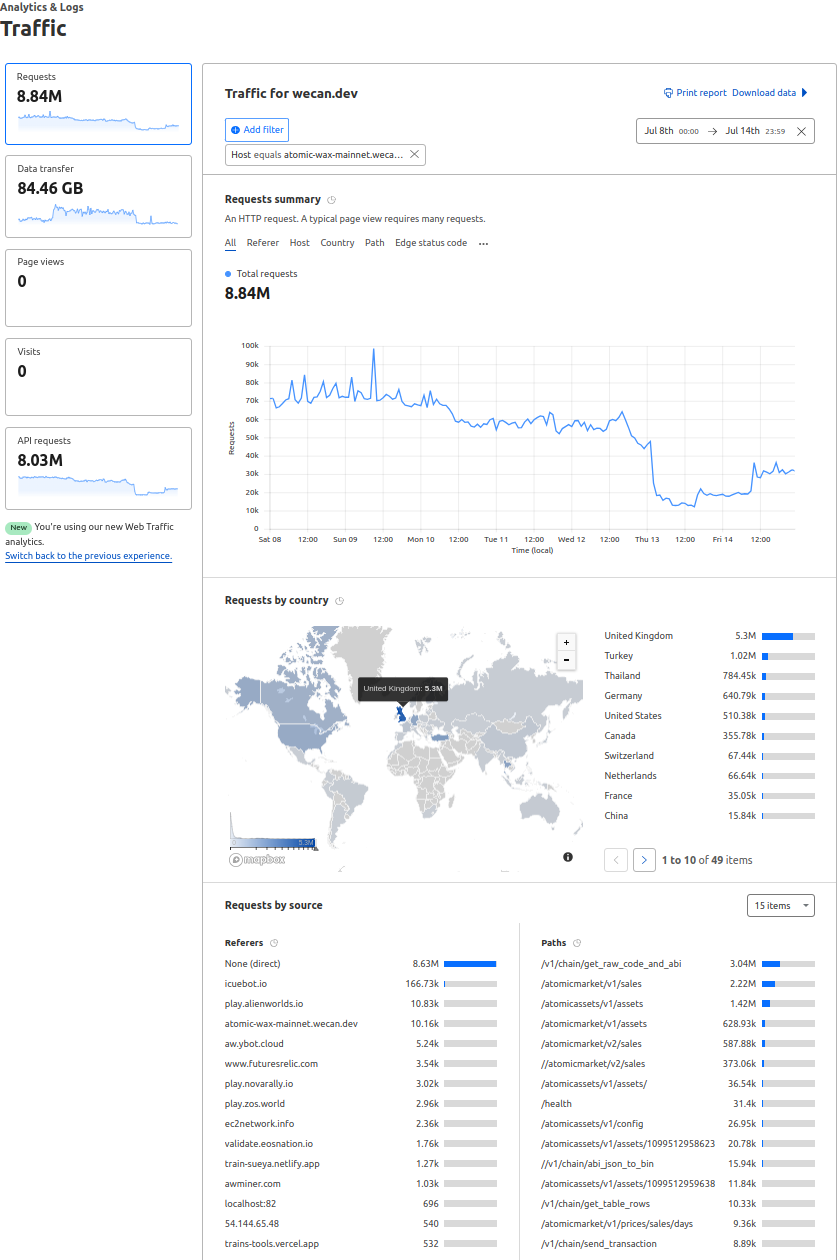 Analytics & Logs
Traffic
Requests
8.84M
Data transfer
84.46 GB
Page views
0
Visits
0
API requests
8.03M
New You're using our new Web Traffic
analytics.
Switch back to the previous experience.
Traffic for wecan.dev
Print report Download data
Add filter
Jul 8th 00:00 → Jul 14th 23:59
Host equals atomic-wax-mainnet.weca...
Requests summary
An HTTP request. A typical page view requires many requests.
All Referer Host Country Path Edge status code ...
Total requests
8.84M
100k
90k
80k
70k
60k
50k
40k
30k
20k
10k
0
Requests
Sat 08 12:00 Sun 09 12:00 Mon 10 12:00 Tue 11 12:00 Wed 12 12:00 Thu 13 12:00 Fri 14 12:00
Time (local)
Requests by country
+
-
United Kingdom: 5.3M
0 5.3M
mapbox
United Kingdom 5.3M
Turkey 1.02M
Thailand 784.45k
Germany 640.79k
United States 510.38k
Canada 355.78k
Switzerland 67.44k
Netherlands 66.64k
France 35.05k
China 15.84k
1 to 10 of 49 items
Requests by source
15 items
Referers
None (direct) 8.63M
icuebot.io 166.73k
play.alienworlds.io 10.83k
atomic-wax-mainnet.wecan.dev 10.16k
aw.ybot.cloud 5.24k
www.futuresrelic.com 3.54k
play.novarally.io 3.02k
play.zos.world 2.96k
ec2network.info 2.36k
validate.eosnation.io 1.76k
train-sueya.netlify.app 1.27k
awminer.com 1.03k
localhost:82 696
54.144.65.48 540
trains-tools.vercel.app 532
Paths
/v1/chain/get_raw_code_and_abi 3.04M
/atomicmarket/v1/sales 2.22M
/atomicassets/v1/assets 1.42M
/atomicmarket/v1/assets 628.93k
/atomicmarket/v2/sales 587.88k
//atomicmarket/v2/sales 373.06k
/atomicassets/v1/assets/ 36.54k
/health 31.4k
/atomicassets/v1/config 26.95k
/atomicassets/v1/assets/1099512958623 20.78k
//v1/chain/abi_json_to_bin 15.94k
/atomicassets/v1/assets/1099512959638 11.84k
/v1/chain/get_table_rows 10.33k
/atomicmarket/v1/prices/sales/days 9.36k
/v1/chain/send_transaction 8.89k